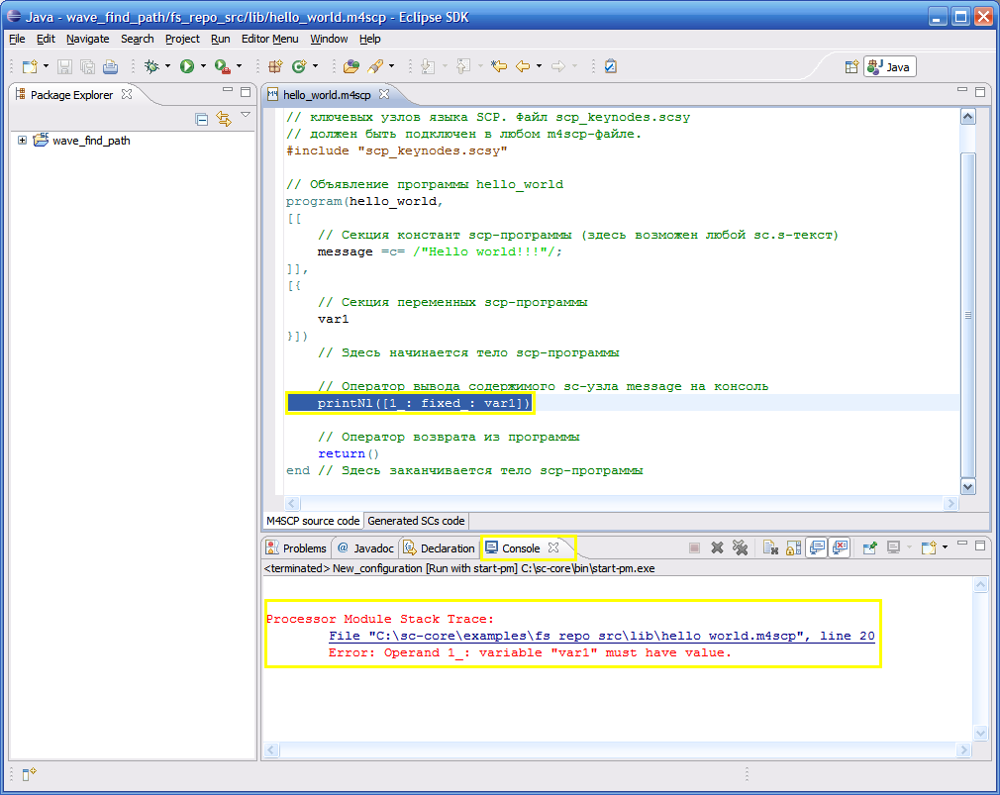 Java - wave_find_path/fs_repo_src/lib/hello_world.m4scp - Eclipse SDK
File Edit Navigate Search Project Run Editor Menu Window Help
Java
Package Explorer
wave_find_path
hello_world.m4scp
// ключевых узлов языка SCP. Файл scp_keynodes.scsy
// должен быть подключен в любом m4scp-файле.
#include "scp_keynodes.scsy"
// Объявление программы hello_world
program(hello_world,
[[
// Секция констант scp-программы (здесь возможен любой sc.s-текст)
message =c= /"Hello world!!!"/;
]],
[{
// Секция переменных scp-программы
var1
}])
// Здесь начинается тело scp-программы
// Оператор вывода содержимого sc-узла message на консоль
printNl([1_: fixed_: var1])
// Оператор возврата из программы
return()
end // Здесь заканчивается тело scp-программы
M4SCP source code Generated SCs code
Problems @ Javadoc Declaration Console
<terminated> New_configuration [Run with start-pm] C:\sc-core\bin\start-pm.exe
Processor Module Stack Trace:
File "C:\sc-core\examples\fs_repo_src\lib\hello_world.m4scp", line 20
Error: Operand 1_: variable "var1" must have value.